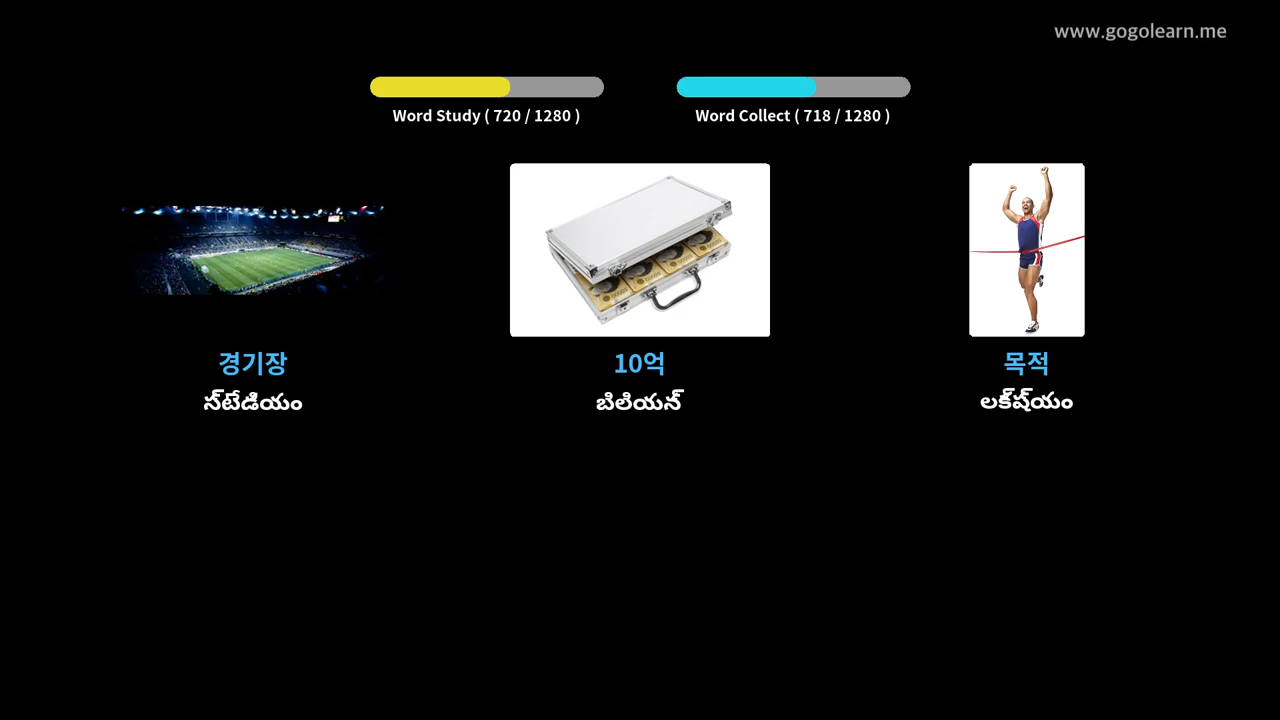 www.gogolearn.me
Word Study ( 720 / 1280 )
Word Collect ( 718 / 1280 )
경기장
10억
목적
స్‌టేడియం
బిలియన్
లక్‌ష్‌యం